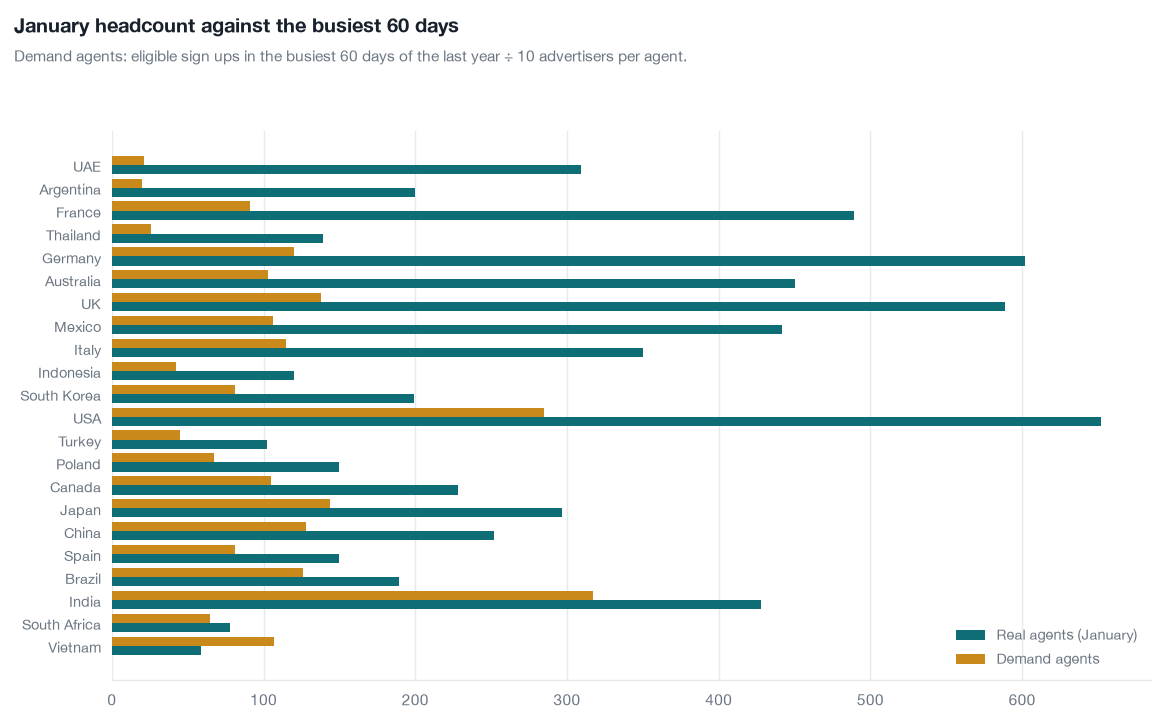 January headcount against the busiest 60 days
Demand agents: eligible sign ups in the busiest 60 days of the last year ÷ 10 advertisers per agent.
UAE
Argentina
France
Thailand
Germany
Australia
UK
Mexico
Italy
Indonesia
South Korea
USA
Turkey
Poland
Canada
Japan
China
Spain
Brazil
India
South Africa
Vietnam
Real agents (January)
Demand agents
0 100 200 300 400 500 600